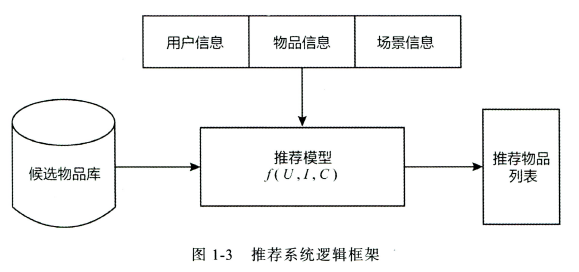 用户信息 物品信息 场景信息
候选物品库
推荐模型
f(U,I,C)
推荐物品
列表
图 1-3 推荐系统逻辑框架